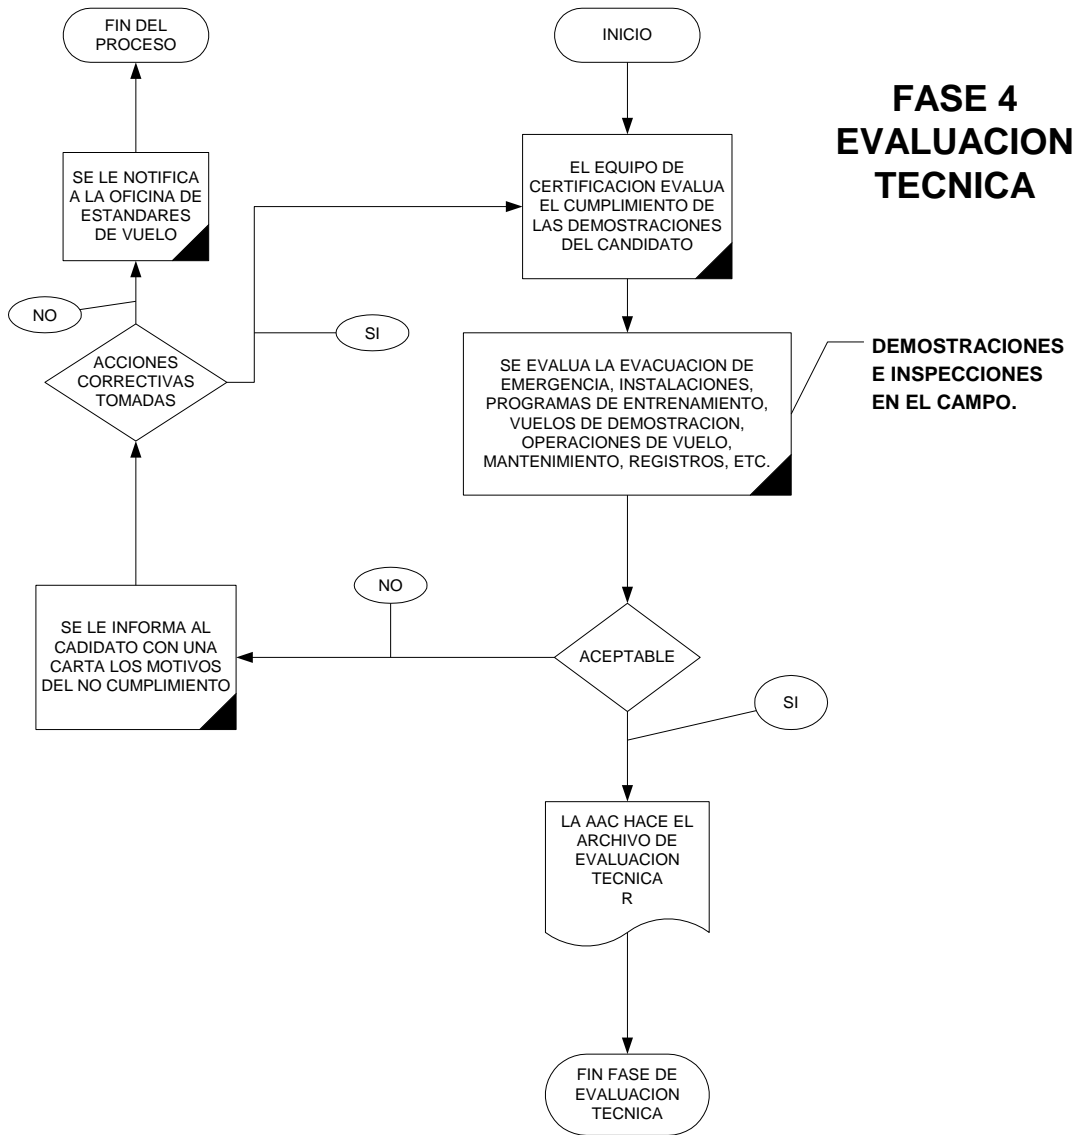 FIN DEL
PROCESO
INICIO
FASE 4
EVALUACION
TECNICA
SE LE NOTIFICA
A LA OFICINA DE
ESTANDARES
DE VUELO
EL EQUIPO DE
CERTIFICACION EVALUA
EL CUMPLIMIENTO DE
LAS DEMOSTRACIONES
DEL CANDIDATO
NO
SI
ACCIONES
CORRECTIVAS
TOMADAS
SE EVALUA LA EVACUACION DE
EMERGENCIA, INSTALACIONES,
PROGRAMAS DE ENTRENAMIENTO,
VUELOS DE DEMOSTRACION,
OPERACIONES DE VUELO,
MANTENIMIENTO, REGISTROS, ETC.
DEMOSTRACIONES
E INSPECCIONES
EN EL CAMPO.
SE LE INFORMA AL
CADIDATO CON UNA
CARTA LOS MOTIVOS
DEL NO CUMPLIMIENTO
NO
ACEPTABLE
SI
LA AAC HACE EL
ARCHIVO DE
EVALUACION
TECNICA
R
FIN FASE DE
EVALUACION
TECNICA